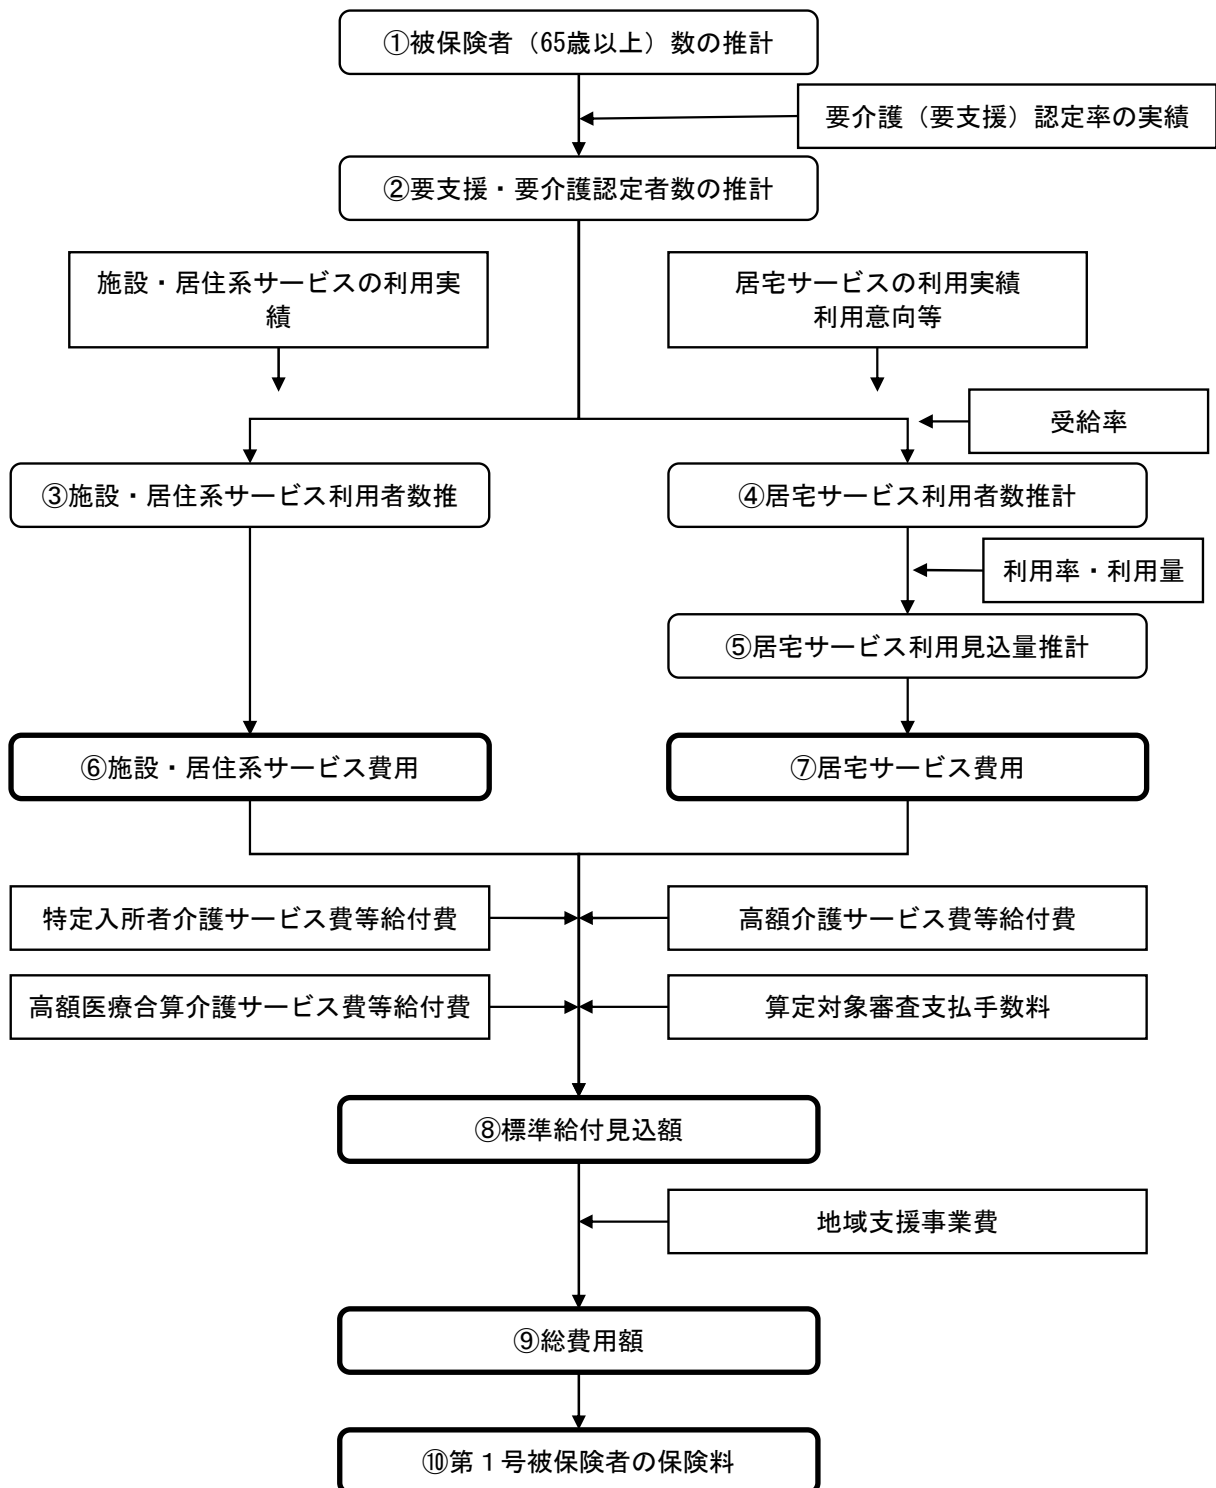 ①被保険者（65歳以上）数の推計
要介護（要支援）認定率の実績
②要支援・要介護認定者数の推計
施設・居住系サービスの利用実
績
居宅サービスの利用実績
利用意向等
受給率
③施設・居住系サービス利用者数推
④居宅サービス利用者数推計
利用率・利用量
⑤居宅サービス利用見込量推計
⑥施設・居住系サービス費用
⑦居宅サービス費用
特定入所者介護サービス費等給付費
高額介護サービス費等給付費
高額医療合算介護サービス費等給付費
算定対象審査支払手数料
⑧標準給付見込額
地域支援事業費
⑨総費用額
⑩第１号被保険者の保険料